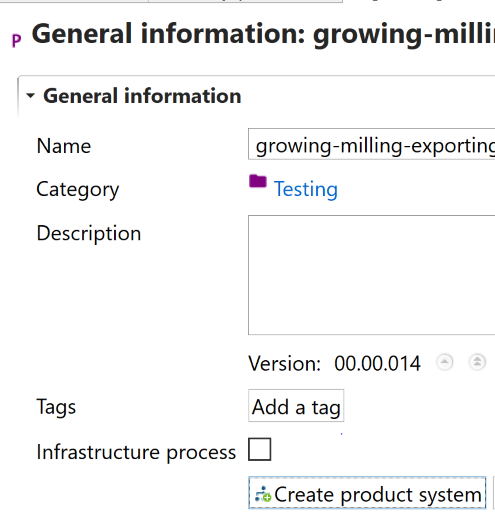 P General information: growing-milli
General information
Name growing-milling-exporting
Category Testing
Description
Version: 00.00.014
Tags Add a tag
Infrastructure process
Create product system